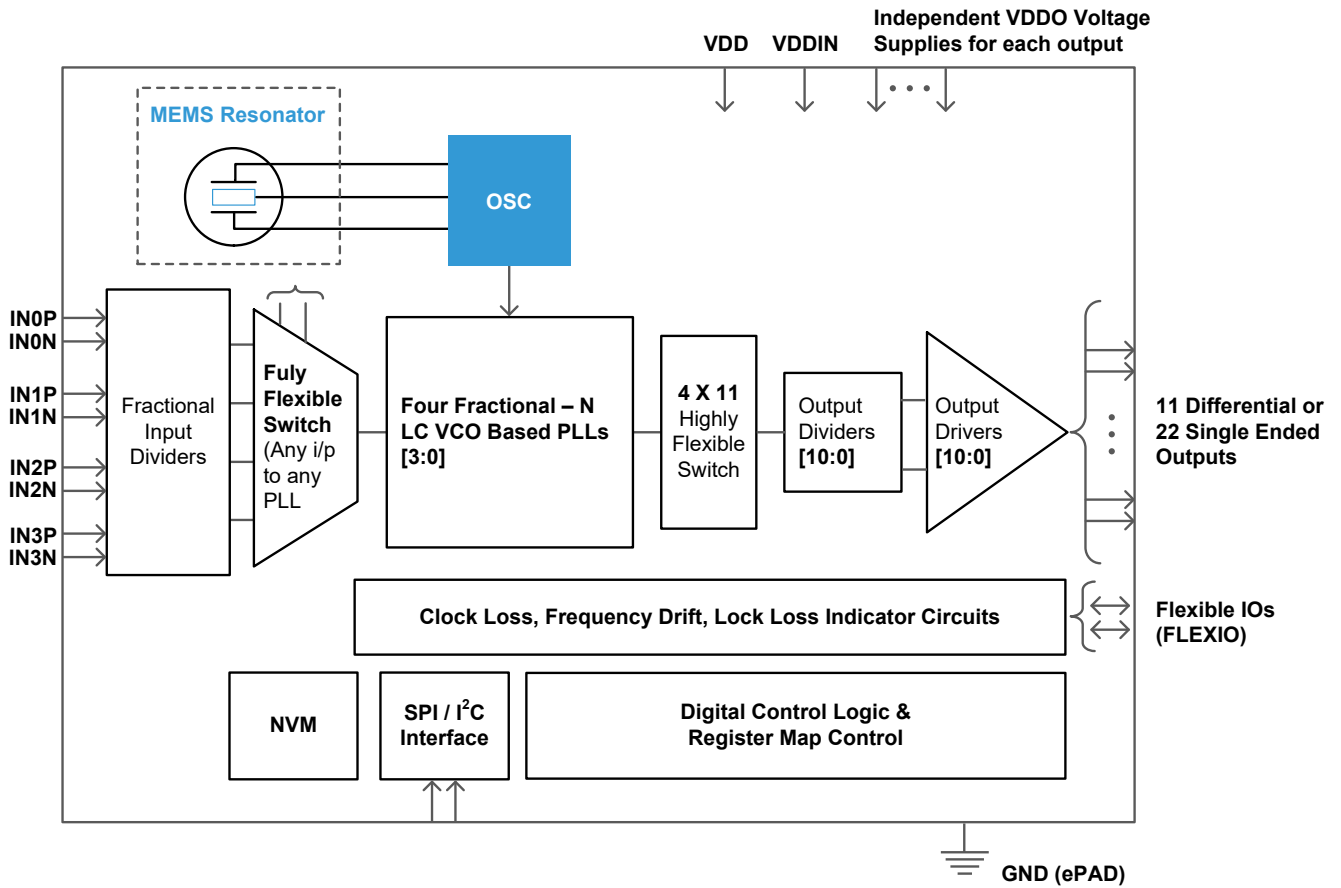 Independent VDDO Voltage
VDD VDDIN Supplies for each output
MEMS Resonator
OSC
IN0P
IN0N
IN1P
IN1N
IN2P
IN2N
IN3P
IN3N
Fractional
Input
Dividers
Fuly
Flexible
Switch
(Any i/p
to any
PLL
Four Fractional – N
LC VCO Based PLLs
[3:0]
4 X 11
Highly
Flexible
Switch
Output
Dividers
[10:0]
Output
Drivers
[10:0]
11 Differential or
22 Single Ended
Outputs
Clock Loss, Frequency Drift, Lock Loss Indicator Circuits
Flexible IOs
(FLEXIO)
NVM
SPI / I²C
Interface
Digital Control Logic &
Register Map Control
GND (ePAD)